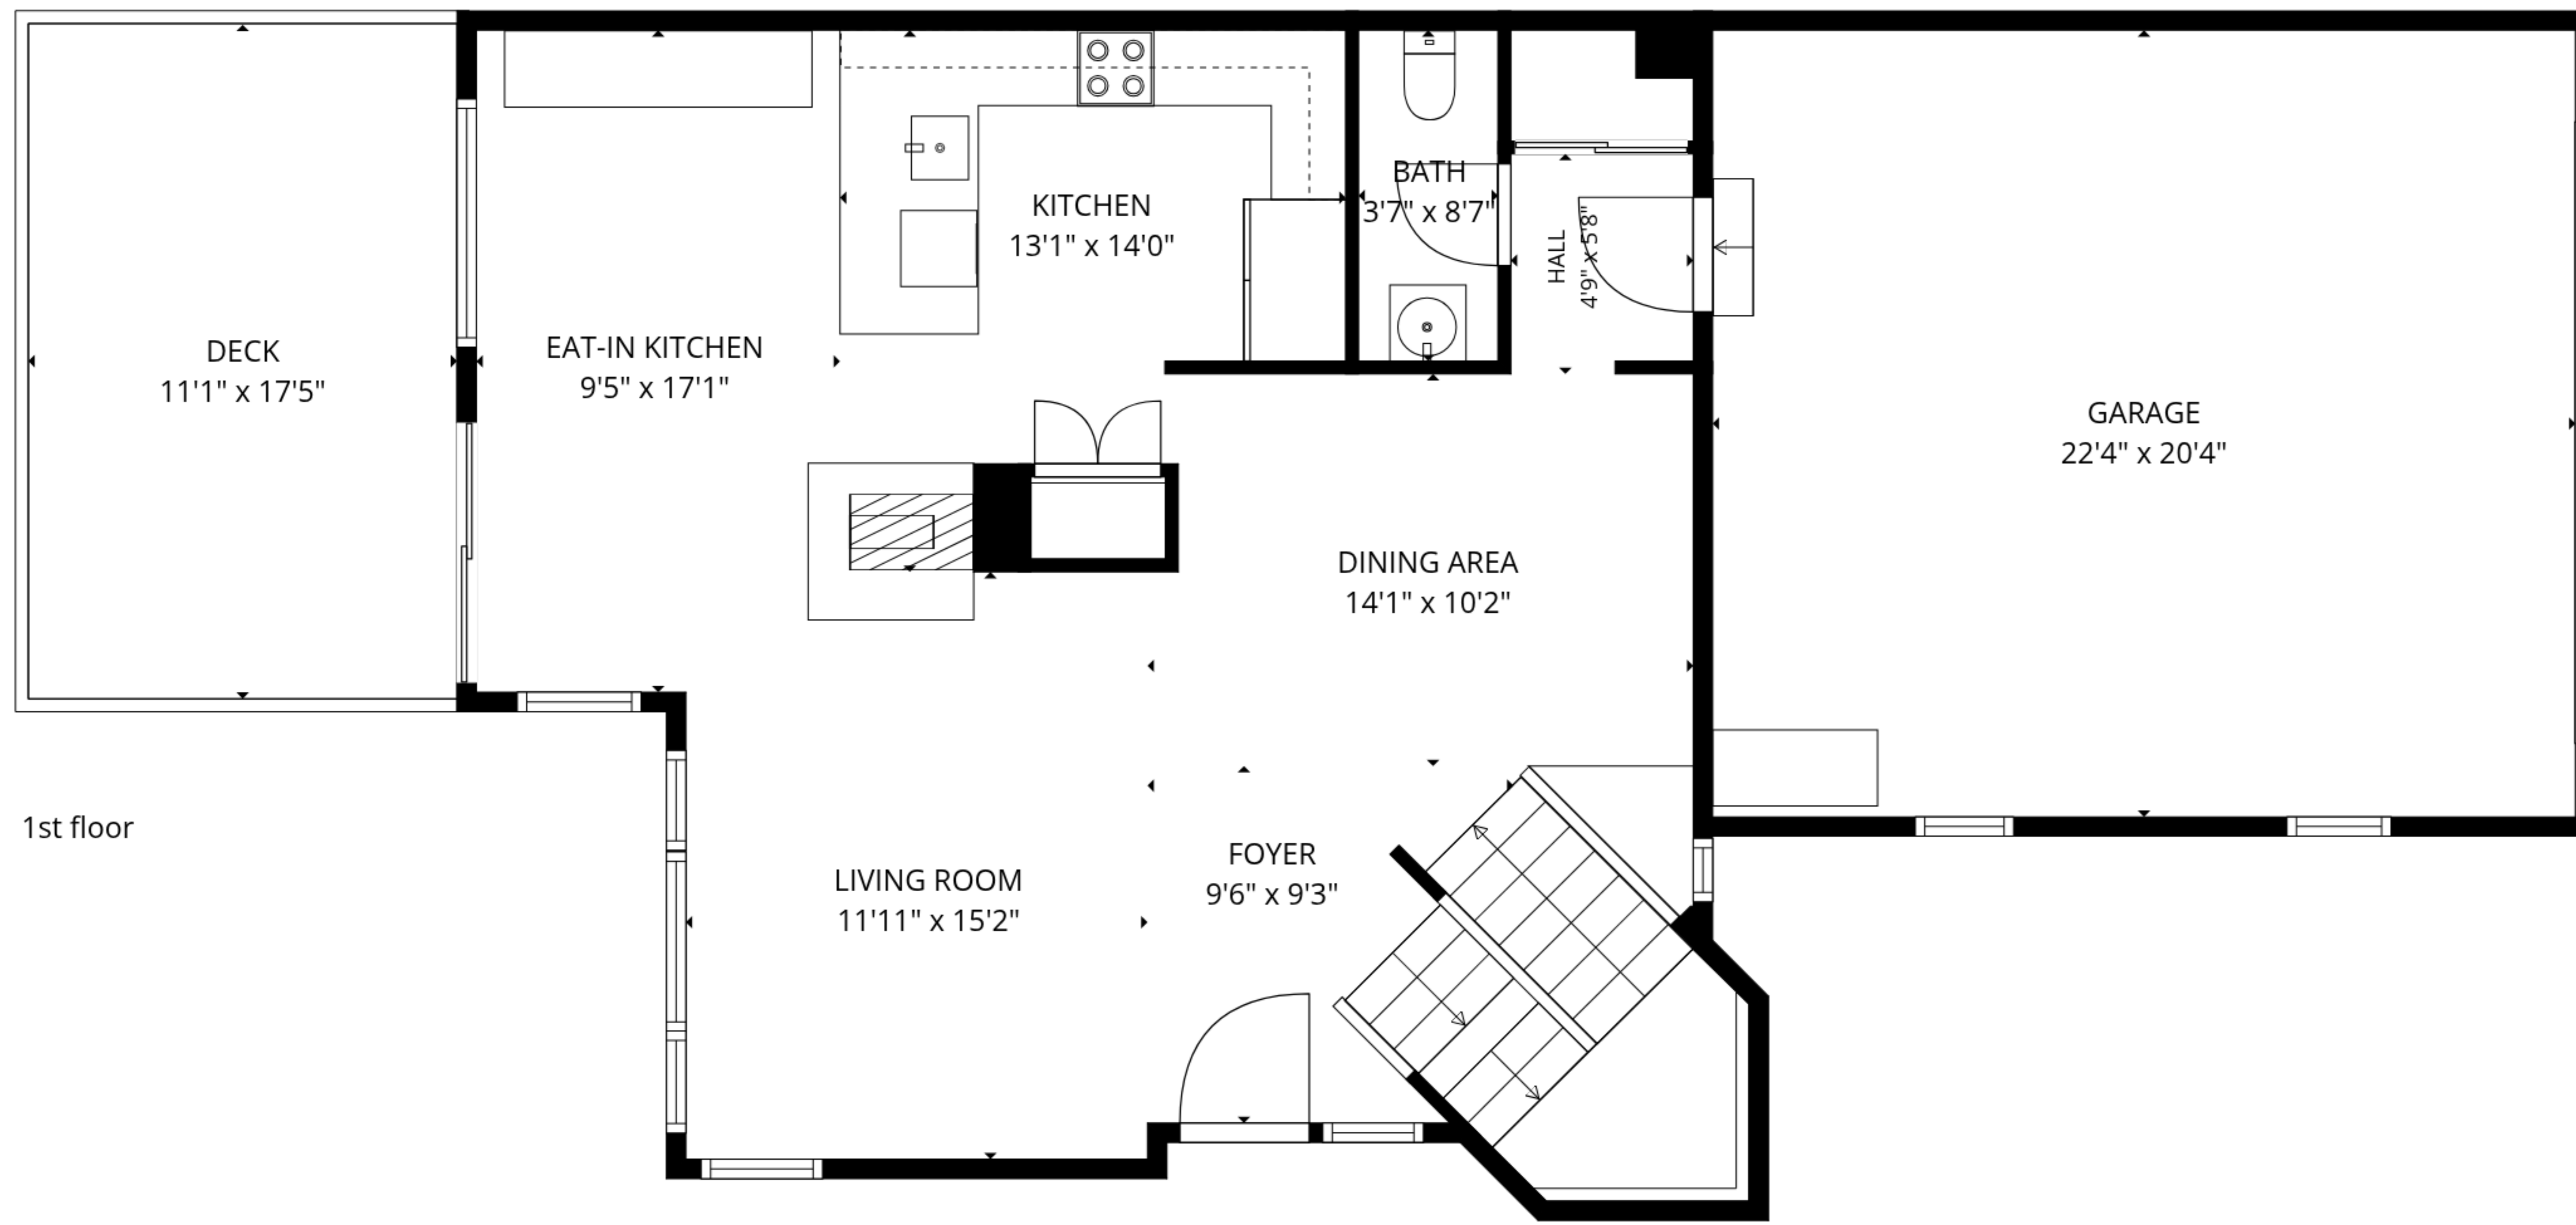 DECK
11'1" x 17'5"
EAT-IN KITCHEN
9'5" x 17'1"
KITCHEN
13'1" x 14'0"
BATH
3'7" x 8'7"
HALL
4'9" x 5'8"
GARAGE
22'4" x 20'4"
DINING AREA
14'1" x 10'2"
1st floor
LIVING ROOM
11'11" x 15'2"
FOYER
9'6" x 9'3"